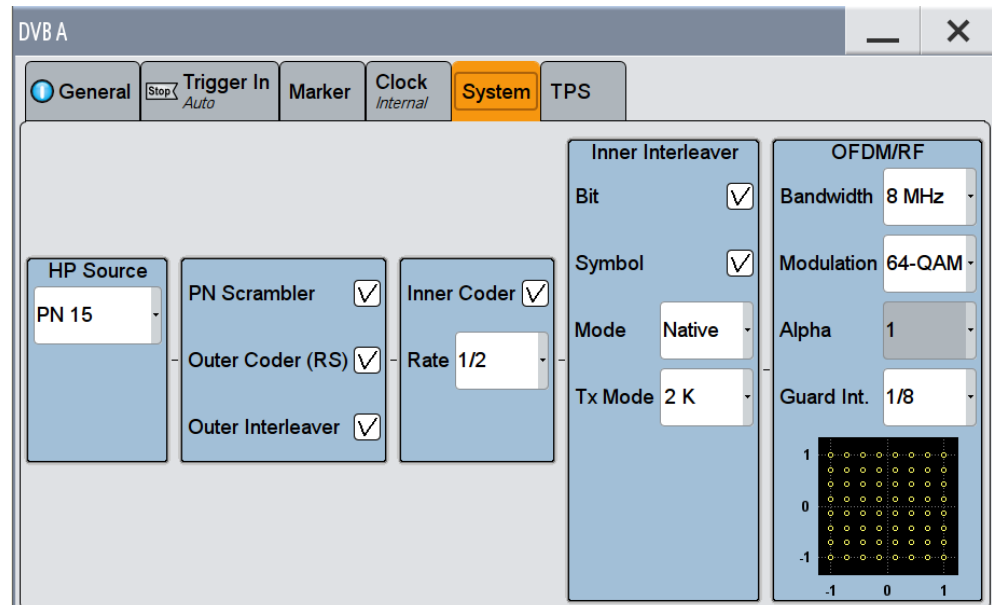 DVB A
General
Stop Trigger In
Auto
Marker
Clock
Internal
System
TPS
HP Source
PN 15
PN Scrambler
Outer Coder (RS)
Outer Interleaver
Inner Coder
Rate 1/2
Inner Interleaver
Bit
Symbol
Mode Native
Tx Mode 2 K
OFDM/RF
Bandwidth 8 MHz
Modulation 64-QAM
Alpha 1
Guard Int. 1/8
1
0
-1
-1 0 1